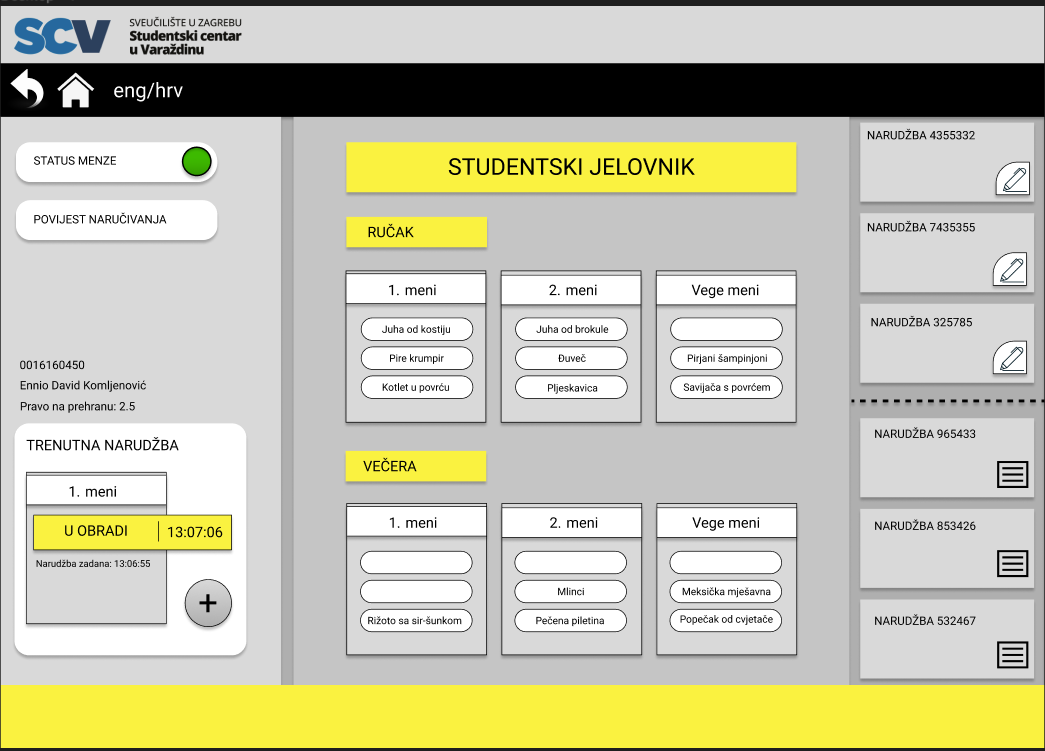 SCV
SVEUČILIŠTE U ZAGREBU
Studentski centar
u Varaždinu
eng/hrv
STATUS MENZE
POVIJEST NARUČIVANJA
0016160450
Ennio David Komljenović
Pravo na prehranu: 2.5
TRENUTNA NARUDŽBA
1. meni
U OBRADI
13:07:06
Narudžba zadana: 13:06:55
+
STUDENTSKI JELOVNIK
RUČAK
1. meni
Juha od kostiju
Pire krumpir
Kotlet u povrću
2. meni
Juha od brokule
Đuveč
Pljeskavica
Vege meni
Pirjani šampinjoni
Savijača s povrćem
VEČERA
1. meni
Rižoto sa sir-šunkom
2. meni
Mlinci
Pečena piletina
Vege meni
Meksička mješavna
Popečak od cvjetače
NARUDŽBA 4355332
NARUDŽBA 7435355
NARUDŽBA 325785
NARUDŽBA 965433
NARUDŽBA 853426
NARUDŽBA 532467